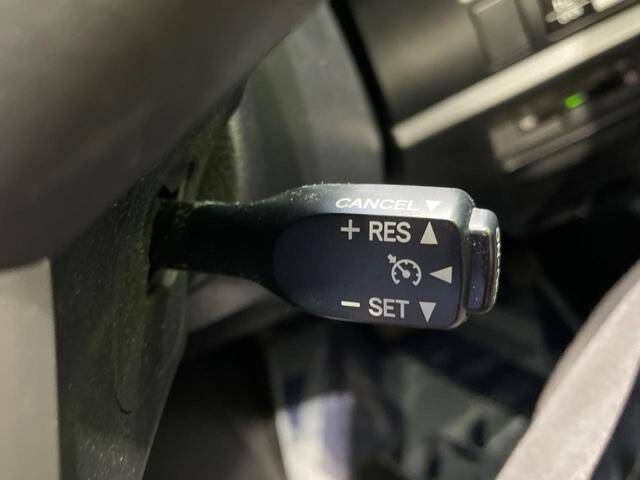 CANCEL ▼
+ RES ▲
◀
− SET ▼